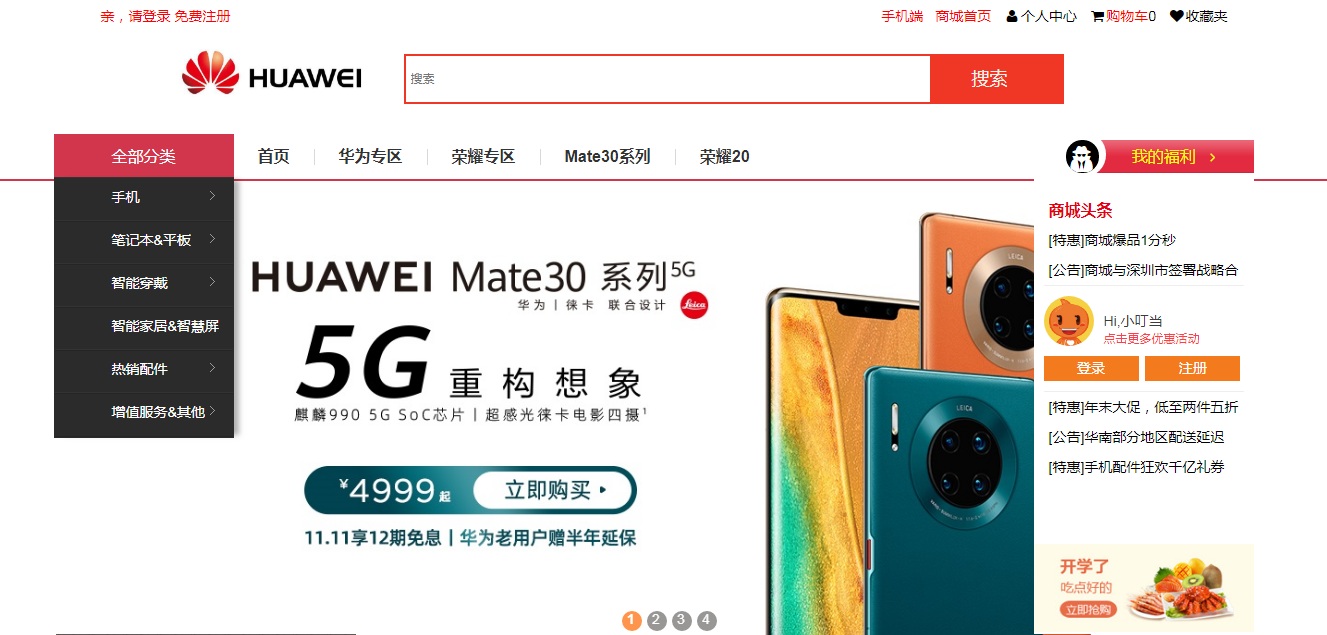 亲，请登录 免费注册
手机端 商城首页 个人中心 购物车0 收藏夹
HUAWEI
搜索 搜索
全部分类 首页 华为专区 荣耀专区 Mate30系列 荣耀20 我的福利 >
手机 >
笔记本&平板 >
智能穿戴 >
智能家居&智慧屏
热销配件 >
增值服务&其他 >
HUAWEI Mate30 系列 5G
华为 | 徕卡 联合设计 Leica
5G 重构想象
麒麟990 5G SoC芯片 | 超感光徕卡电影四摄¹
¥4999起 立即购买
11.11享12期免息 | 华为老用户赠半年延保
LEICA
LEICA
1 2 3 4
商城头条
[特惠]商城爆品1分秒
[公告]商城与深圳市签署战略合
Hi,小叮当
点击更多优惠活动
登录 注册
[特惠]年末大促，低至两件五折
[公告]华南部分地区配送延迟
[特惠]手机配件狂欢千亿礼券
开学了
吃点好的
立即抢购